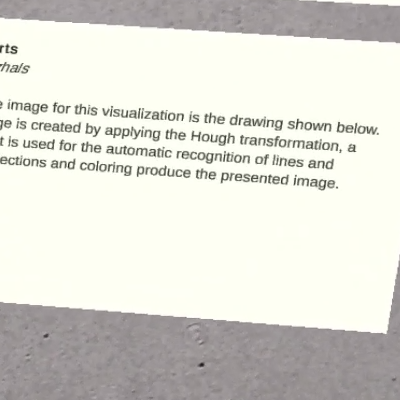 rts
rhals
e image for this visualization is the drawing shown below.
ge is created by applying the Hough transformation, a
t is used for the automatic recognition of lines and
ections and coloring produce the presented image.